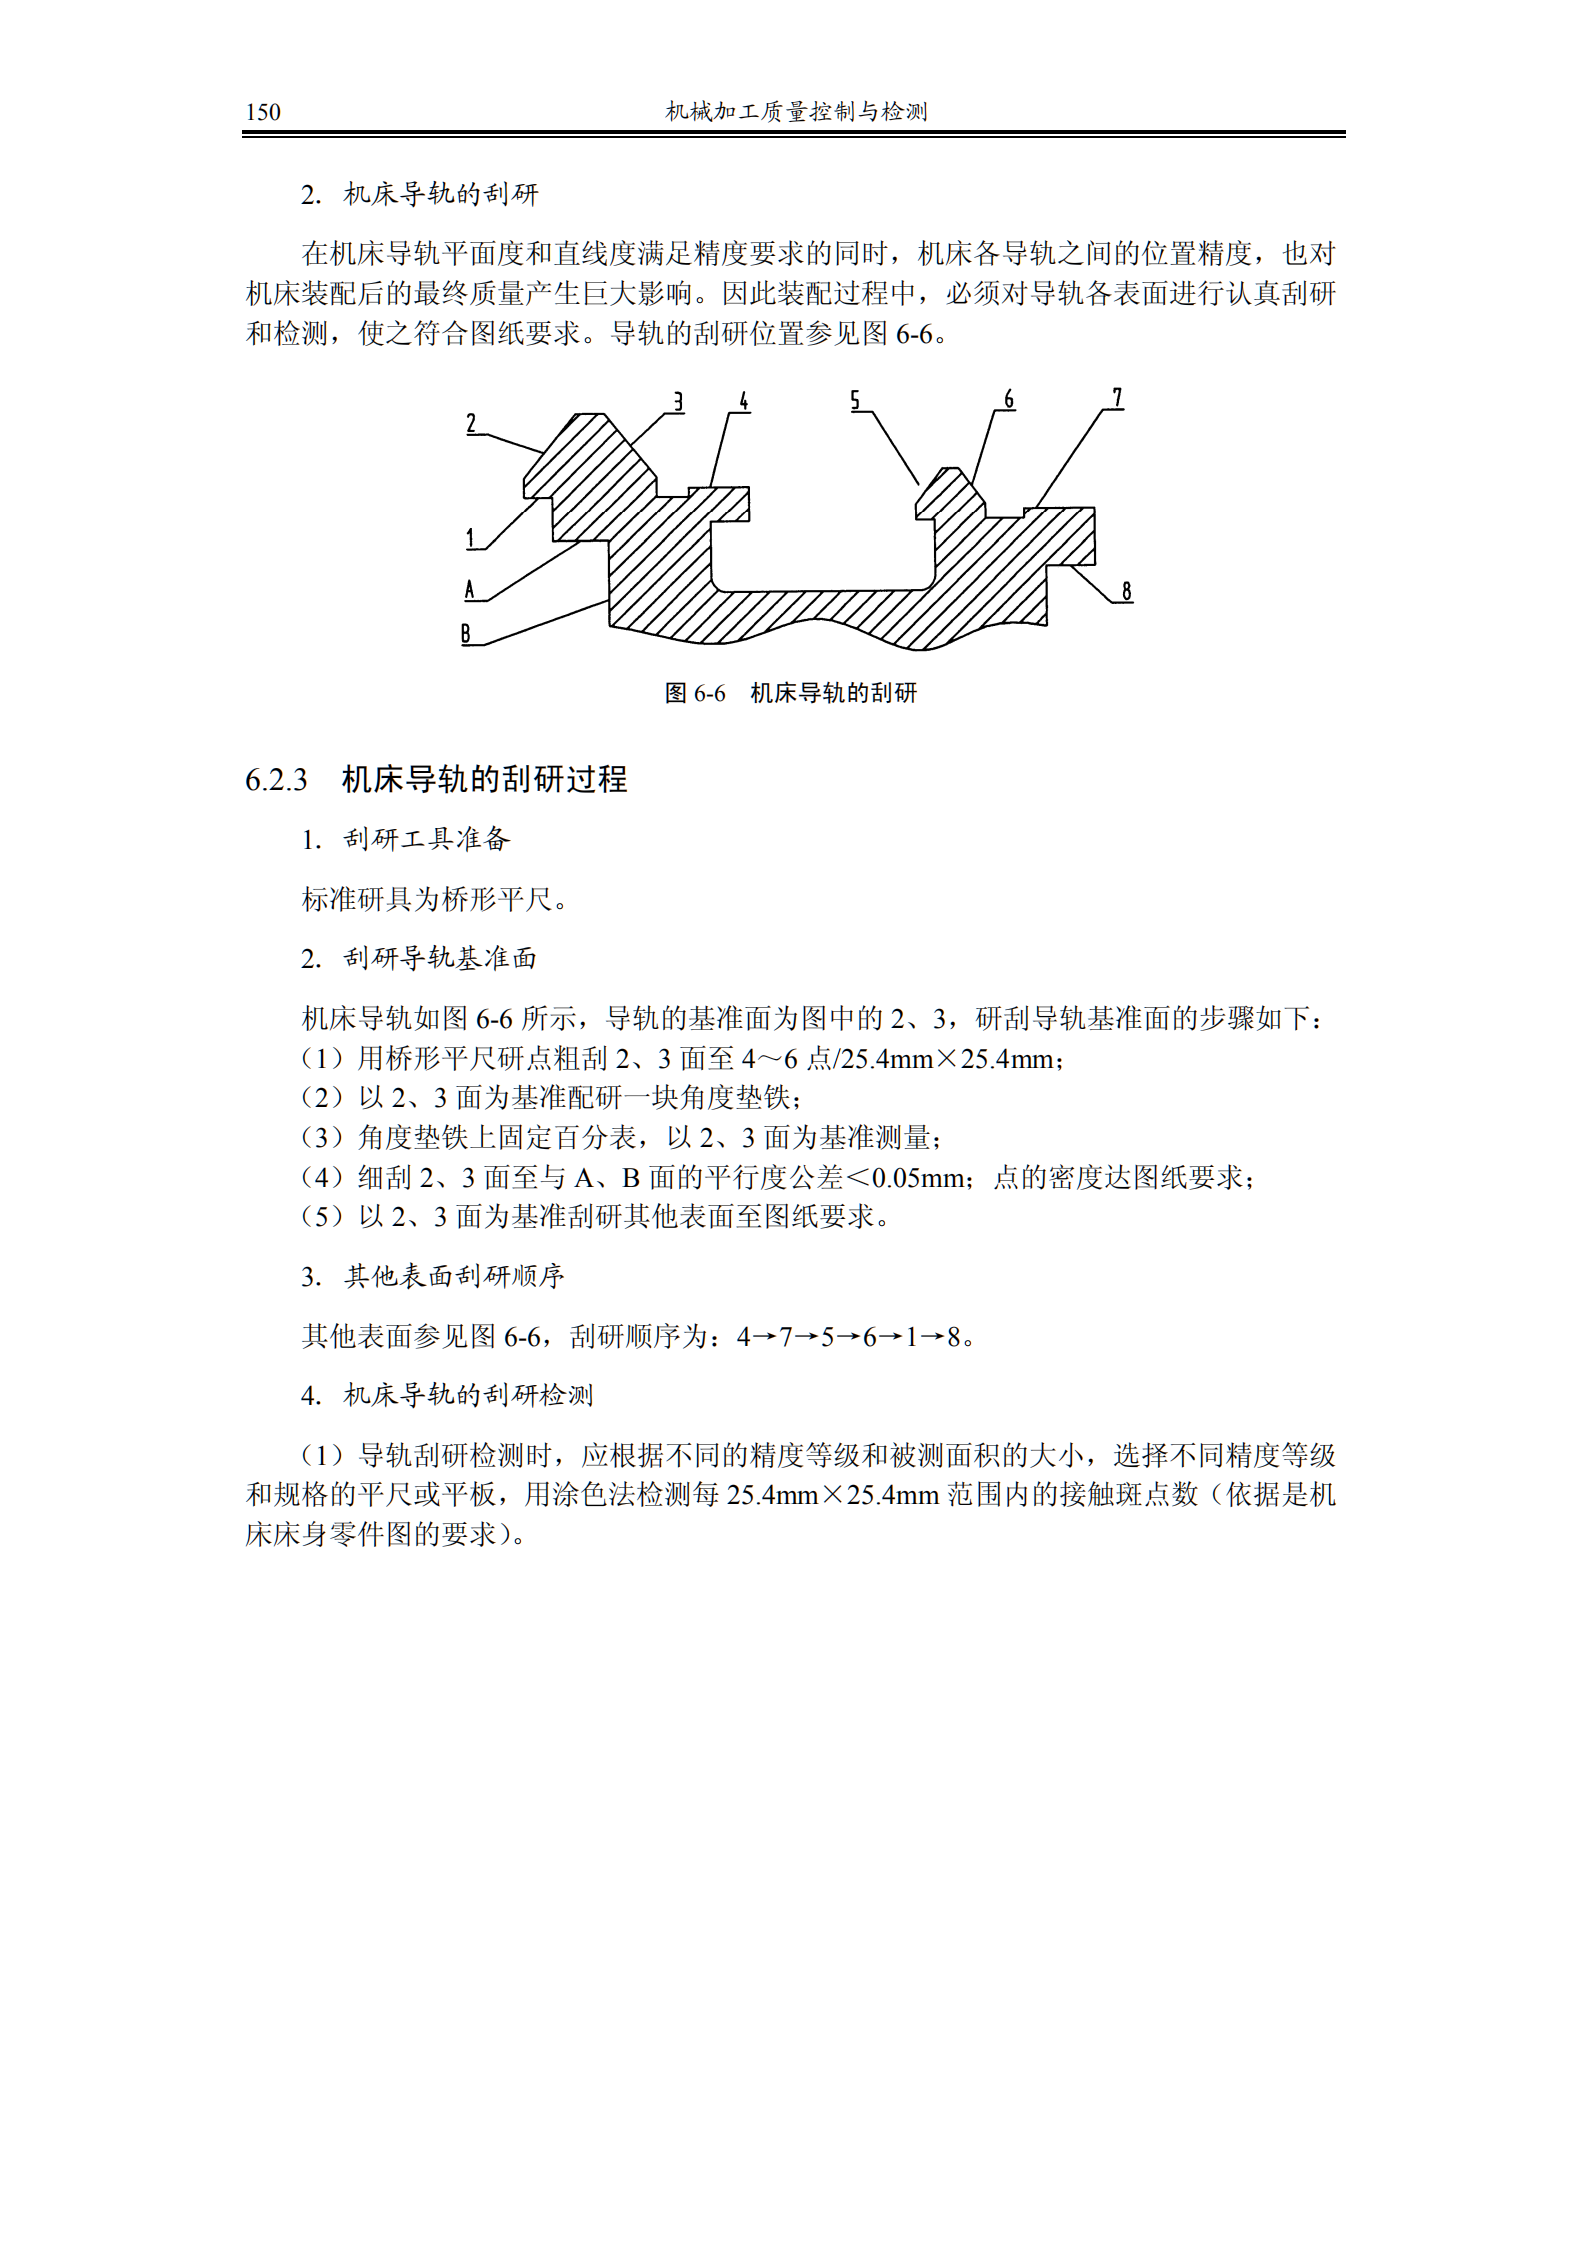 150 机械加工质量控制与检测
2. 机床导轨的刮研
在机床导轨平面度和直线度满足精度要求的同时，机床各导轨之间的位置精度，也对
机床装配后的最终质量产生巨大影响。因此装配过程中，必须对导轨各表面进行认真刮研
和检测，使之符合图纸要求。导轨的刮研位置参见图 6-6。
2 3 4 5 6 7
1
A
8
B
图 6-6 机床导轨的刮研
6.2.3 机床导轨的刮研过程
1. 刮研工具准备
标准研具为桥形平尺。
2. 刮研导轨基准面
机床导轨如图 6-6 所示，导轨的基准面为图中的 2、3，研刮导轨基准面的步骤如下：
（1）用桥形平尺研点粗刮 2、3 面至 4～6 点/25.4mm×25.4mm；
（2）以 2、3 面为基准配研一块角度垫铁；
（3）角度垫铁上固定百分表，以 2、3 面为基准测量；
（4）细刮 2、3 面至与 A、B 面的平行度公差＜0.05mm；点的密度达图纸要求；
（5）以 2、3 面为基准刮研其他表面至图纸要求。
3. 其他表面刮研顺序
其他表面参见图 6-6，刮研顺序为：4→7→5→6→1→8。
4. 机床导轨的刮研检测
（1）导轨刮研检测时，应根据不同的精度等级和被测面积的大小，选择不同精度等级
和规格的平尺或平板，用涂色法检测每 25.4mm×25.4mm 范围内的接触斑点数（依据是机
床床身零件图的要求）。